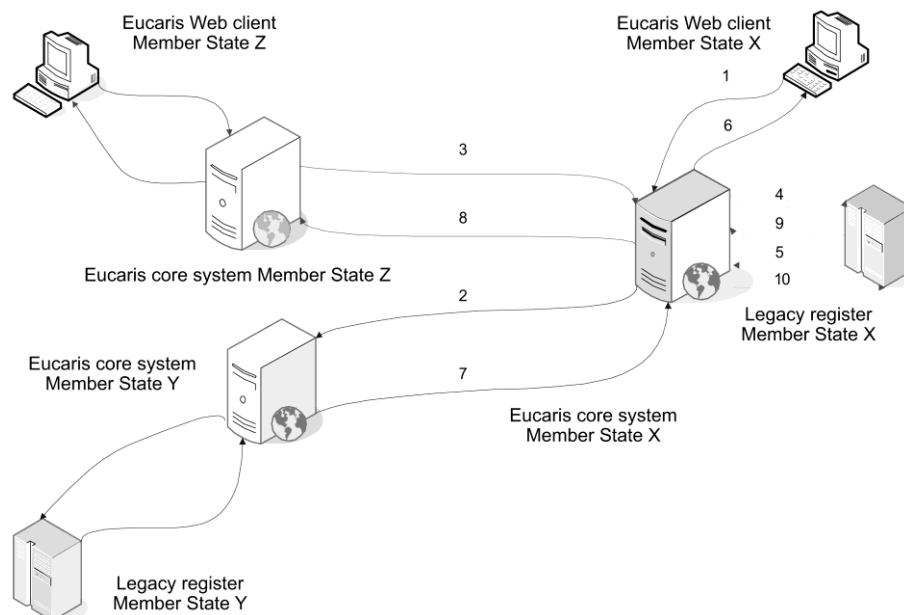 Eucaris Web client
Member State Z
Eucaris Web client
Member State X
1
6
3
4
8
9
5
10
Eucaris core system Member State Z
2
Legacy register
Member State X
Eucaris core system
Member State Y
7
Eucaris core system
Member State X
Legacy register
Member State Y